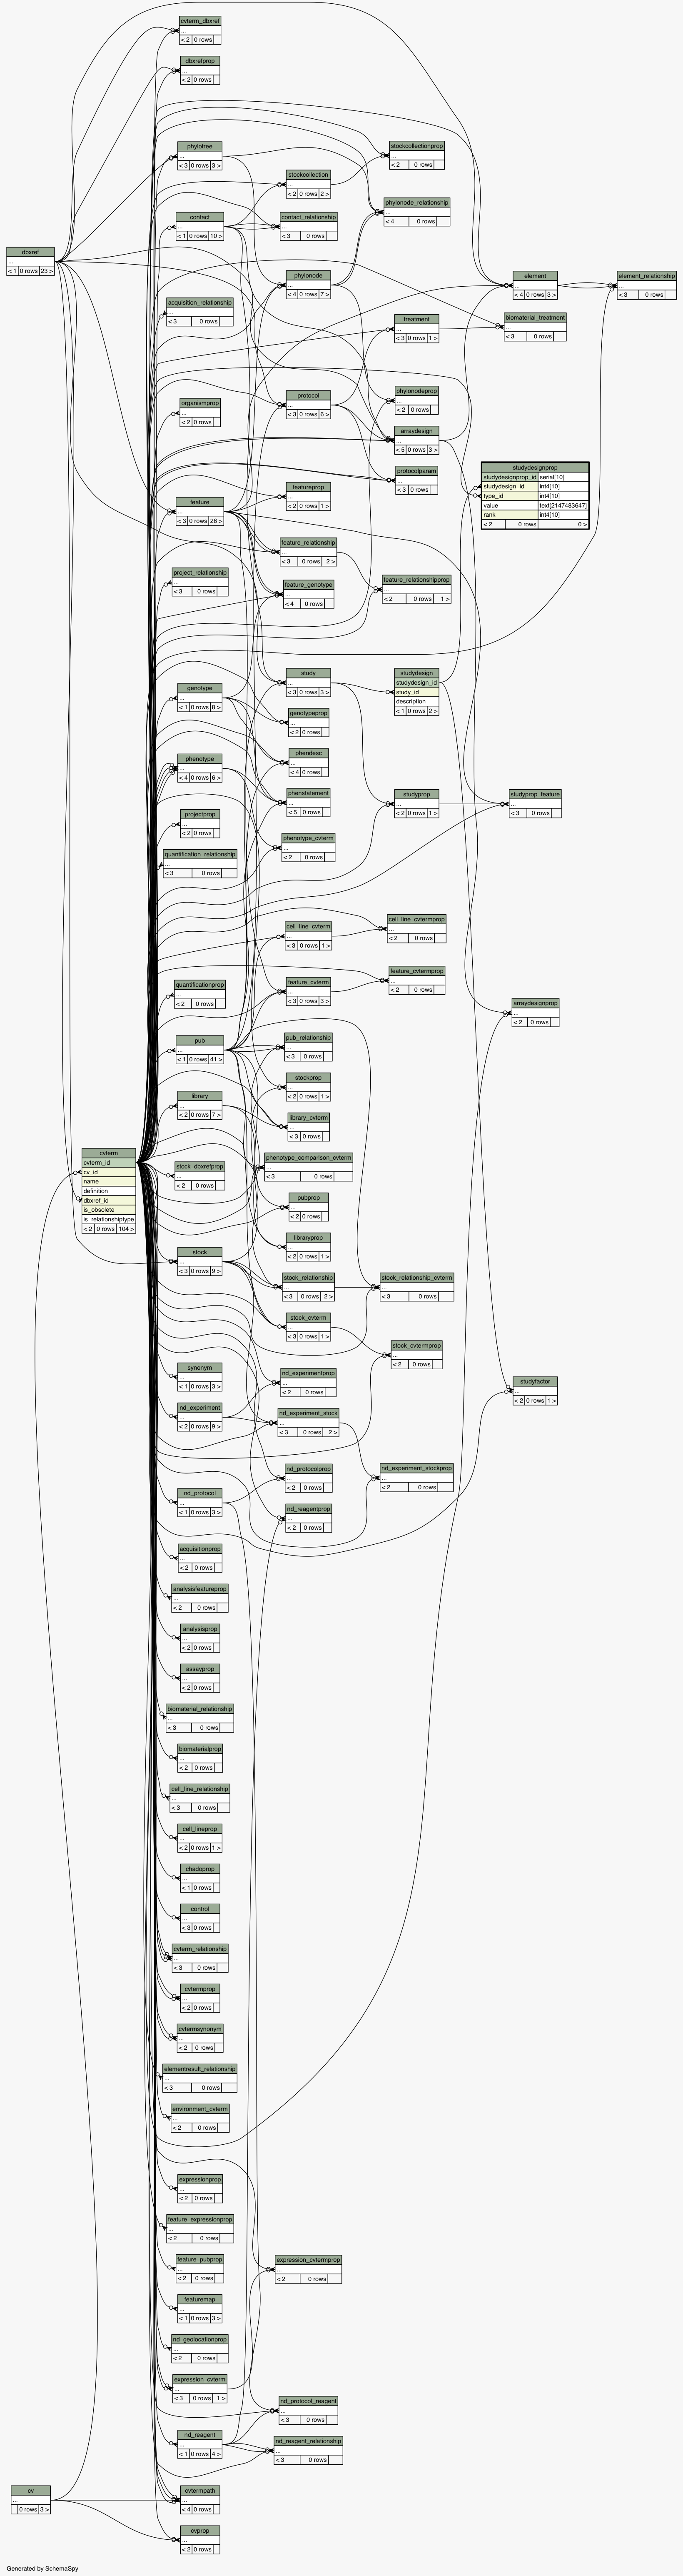 cvterm_dbxref
...
< 2 0 rows
dbxrefprop
...
< 2 0 rows
phylotree
...
< 3 0 rows 3 >
stockcollectionprop
...
< 2 0 rows
stockcollection
...
< 2 0 rows 2 >
phylonode_relationship
...
< 4 0 rows
contact
...
< 1 0 rows 10 >
contact_relationship
...
< 3 0 rows
dbxref
...
< 1 0 rows 23 >
phylonode
...
< 4 0 rows 7 >
element
...
< 4 0 rows 3 >
element_relationship
...
< 3 0 rows
acquisition_relationship
...
< 3 0 rows
treatment
...
< 3 0 rows 1 >
biomaterial_treatment
...
< 3 0 rows
organismprop
...
< 2 0 rows
protocol
...
< 3 0 rows 6 >
phylonodeprop
...
< 2 0 rows
arraydesign
...
< 5 0 rows 3 >
protocolparam
...
< 3 0 rows
studydesignprop
studydesignprop_id serial[10]
studydesign_id int4[10]
type_id int4[10]
value text[2147483647]
rank int4[10]
< 2 0 rows 0 >
feature
...
< 3 0 rows 26 >
featureprop
...
< 2 0 rows 1 >
feature_relationship
...
< 3 0 rows 2 >
project_relationship
...
< 3 0 rows
feature_genotype
...
< 4 0 rows
feature_relationshipprop
...
< 2 0 rows 1 >
genotype
...
< 1 0 rows 8 >
study
...
< 3 0 rows 3 >
studydesign
studydesign_id
study_id
description
< 1 0 rows 2 >
genotypeprop
...
< 2 0 rows
phenotype
...
< 4 0 rows 6 >
phendesc
...
< 4 0 rows
phenstatement
...
< 5 0 rows
studyprop
...
< 2 0 rows 1 >
studyprop_feature
...
< 3 0 rows
projectprop
...
< 2 0 rows
quantification_relationship
...
< 3 0 rows
phenotype_cvterm
...
< 2 0 rows
cell_line_cvterm
...
< 3 0 rows 1 >
cell_line_cvtermprop
...
< 2 0 rows
quantificationprop
...
< 2 0 rows
feature_cvterm
...
< 3 0 rows 3 >
feature_cvtermprop
...
< 2 0 rows
arraydesignprop
...
< 2 0 rows
pub
...
< 1 0 rows 41 >
pub_relationship
...
< 3 0 rows
stockprop
...
< 2 0 rows 1 >
library
...
< 2 0 rows 7 >
library_cvterm
...
< 3 0 rows
cvterm
cvterm_id
cv_id
name
definition
dbxref_id
is_obsolete
is_relationshiptype
< 2 0 rows 104 >
stock_dbxrefprop
...
< 2 0 rows
phenotype_comparison_cvterm
...
< 3 0 rows
pubprop
...
< 2 0 rows
libraryprop
...
< 2 0 rows 1 >
stock
...
< 3 0 rows 9 >
stock_relationship
...
< 3 0 rows 2 >
stock_relationship_cvterm
...
< 3 0 rows
stock_cvterm
...
< 3 0 rows 1 >
stock_cvtermprop
...
< 2 0 rows
synonym
...
< 1 0 rows 3 >
nd_experimentprop
...
< 2 0 rows
studyfactor
...
< 2 0 rows 1 >
nd_experiment
...
< 2 0 rows 9 >
nd_experiment_stock
...
< 3 0 rows 2 >
nd_protocolprop
...
< 2 0 rows
nd_experiment_stockprop
...
< 2 0 rows
nd_protocol
...
< 1 0 rows 3 >
nd_reagentprop
...
< 2 0 rows
acquisitionprop
...
< 2 0 rows
analysisfeatureprop
...
< 2 0 rows
analysisprop
...
< 2 0 rows
assayprop
...
< 2 0 rows
biomaterial_relationship
...
< 3 0 rows
biomaterialprop
...
< 2 0 rows
cell_line_relationship
...
< 3 0 rows
cell_lineprop
...
< 2 0 rows 1 >
chadoprop
...
< 1 0 rows
control
...
< 3 0 rows
cvterm_relationship
...
< 3 0 rows
cvtermprop
...
< 2 0 rows
cvtermsynonym
...
< 2 0 rows
elementresult_relationship
...
< 3 0 rows
environment_cvterm
...
< 2 0 rows
expressionprop
...
< 2 0 rows
feature_expressionprop
...
< 2 0 rows
feature_pubprop
...
< 2 0 rows
expression_cvtermprop
...
< 2 0 rows
featuremap
...
< 1 0 rows 3 >
nd_geolocationprop
...
< 2 0 rows
expression_cvterm
...
< 3 0 rows 1 >
nd_protocol_reagent
...
< 3 0 rows
nd_reagent
...
< 1 0 rows 4 >
nd_reagent_relationship
...
< 3 0 rows
cv
...
0 rows 3 >
cvtermpath
...
< 4 0 rows
cvprop
...
< 2 0 rows
Generated by SchemaSpy